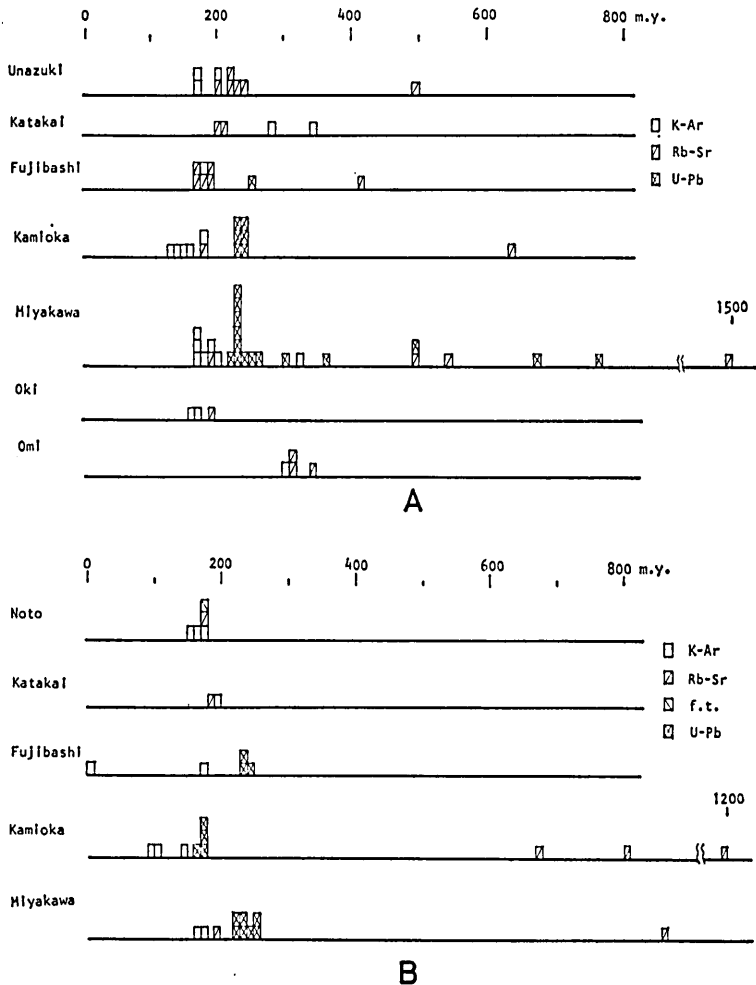 0 200 400 600 800 m.y.
Unazuki
Katakai
K-Ar
Rb-Sr
Fujibashi
U-Pb
Kamioka
Miyakawa
1500
Oki
Omi
A
0 200 400 600 800 m.y.
Noto
K-Ar
Katakai
Rb-Sr
f.t.
U-Pb
Fujibashi
1200
Kamioka
Miyakawa
B